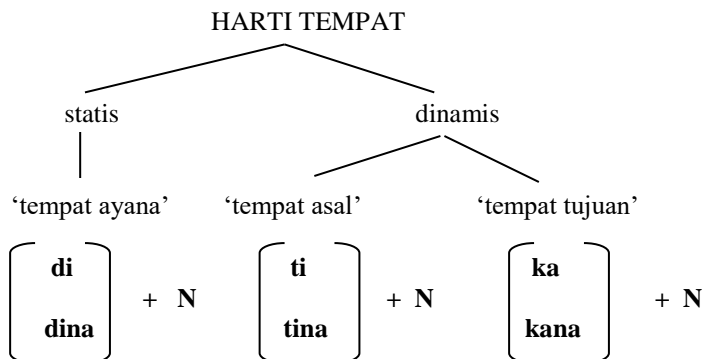 HARTI TEMPAT
statis dinamis
‘tempat ayana’ ‘tempat asal’ ‘tempat tujuan’
di ti ka
+ N + N + N
dina tina kana